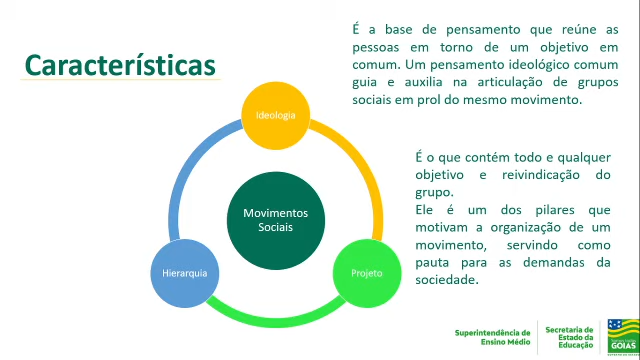 Características
É a base de pensamento que reúne as
pessoas em torno de um objetivo em
comum. Um pensamento ideológico comum
guia e auxilia na articulação de grupos
sociais em prol do mesmo movimento.
Ideologia
É o que contém todo e qualquer
objetivo e reivindicação do
grupo.
Ele é um dos pilares que
motivam a organização de um
movimento, servindo como
pauta para as demandas da
sociedade.
Movimentos
Sociais
Hierarquia
Projeto
Superintendência de
Ensino Médio
Secretaria de
Estado da
Educação
GOIÁS